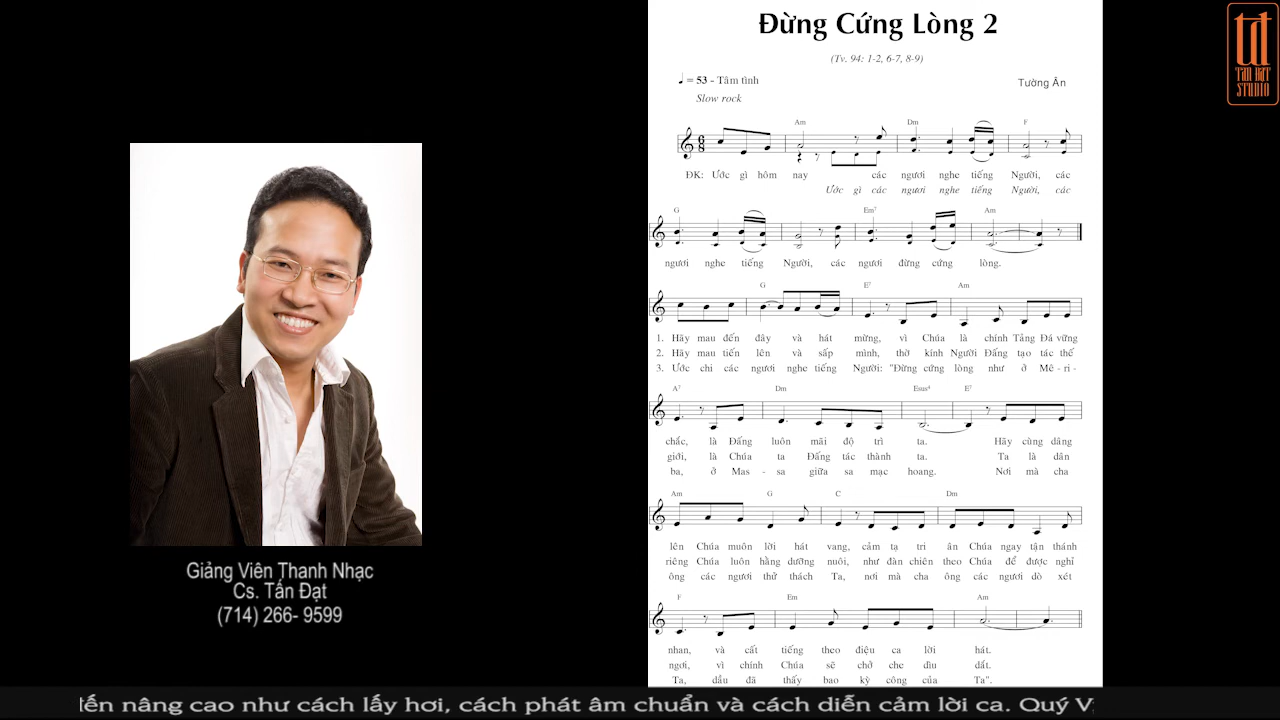 Đừng Cứng Lòng 2
(Tv. 94: 1-2, 6-7, 8-9)
♩ = 53 - Tâm tình
Tường Ân
Slow rock
Am Dm F
ĐK: Ước gì hôm nay các ngươi nghe tiếng Người, các
Ước gì các ngươi nghe tiếng Người, các
G Em7 Am
ngươi nghe tiếng Người, các ngươi đừng cứng lòng.
G E7 Am
1. Hãy mau đến đây và hát mừng, vì Chúa là chính Tảng Đá vững
2. Hãy mau tiến lên và sấp mình, thờ kính Người Đấng tạo tác thế
3. Ước chi các ngươi nghe tiếng Người: "Đừng cứng lòng như ở Mê - ri -
A7 Dm Esus4 E7
chắc, là Đấng luôn mãi độ trì ta. Hãy cùng dâng
giới, là Chúa ta Đấng tác thành ta. Ta là dân
ba, ở Mas - sa giữa sa mạc hoang. Nơi mà cha
Am G C Dm
lên Chúa muôn lời hát vang, cảm tạ tri ân Chúa ngay tận thánh
riêng Chúa luôn hằng dưỡng nuôi, như đàn chiên theo Chúa để được nghỉ
ông các ngươi thử thách Ta, nơi mà cha ông các ngươi dò xét
F Em Am
nhan, và cất tiếng theo điệu ca lời hát.
ngơi, vì chính Chúa sẽ chở che dìu dắt.
Ta, dầu đã thấy bao kỳ công của Ta".
Giảng Viên Thanh Nhạc
Cs. Tấn Đạt
(714) 266- 9599
tđ
TẤN ĐẠT
STUDIO
nâng cao như cách lấy hơi, cách phát âm chuẩn và cách diễn cảm lời ca. Quý V